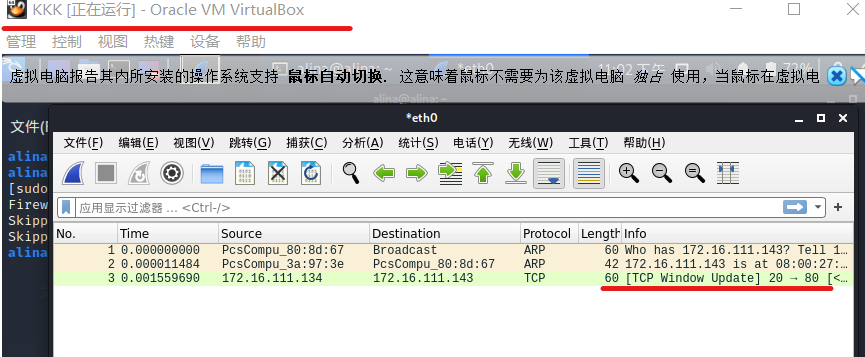 KKK [正在运行] - Oracle VM VirtualBox
管理 控制 视图 热键 设备 帮助
虚拟电脑报告其内所安装的操作系统支持 鼠标自动切换. 这意味着鼠标不需要为该虚拟电脑 独占 使用，当鼠标在虚拟电
alina@alina: ~
文件(F
*eth0
文件(F) 编辑(E) 视图(V) 跳转(G) 捕获(C) 分析(A) 统计(S) 电话(Y) 无线(W) 工具(T) 帮助(H)
alina
alina
[sudo
Firew
Skipp
Skipp
alina
应用显示过滤器 … <Ctrl-/>
No. Time Source Destination Protocol Length Info
1 0.000000000 PcsCompu_80:8d:67 Broadcast ARP 60 Who has 172.16.111.143? Tell 1…
2 0.000011484 PcsCompu_3a:97:3e PcsCompu_80:8d:67 ARP 42 172.16.111.143 is at 08:00:27:…
3 0.001559690 172.16.111.134 172.16.111.143 TCP 60 [TCP Window Update] 20 → 80 [<…